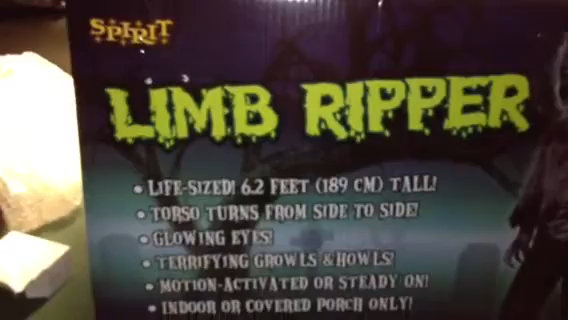 SPIRIT
LIMB RIPPER
• LIFE-SIZED! 6.2 FEET (189 CM) TALL!
• TORSO TURNS FROM SIDE TO SIDE!
• GLOWING EYES!
• TERRIFYING GROWLS & HOWLS!
• MOTION-ACTIVATED OR STEADY ON!
• INDOOR OR COVERED PORCH ONLY!